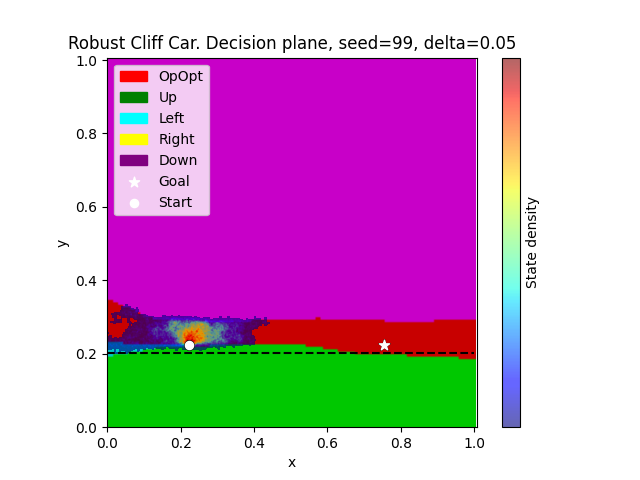 Robust Cliff Car. Decision plane, seed=99, delta=0.05
1.0
0.8
0.6
0.4
0.2
0.0
y
OpOpt
Up
Left
Right
Down
Goal
Start
0.0 0.2 0.4 0.6 0.8 1.0
x
State density